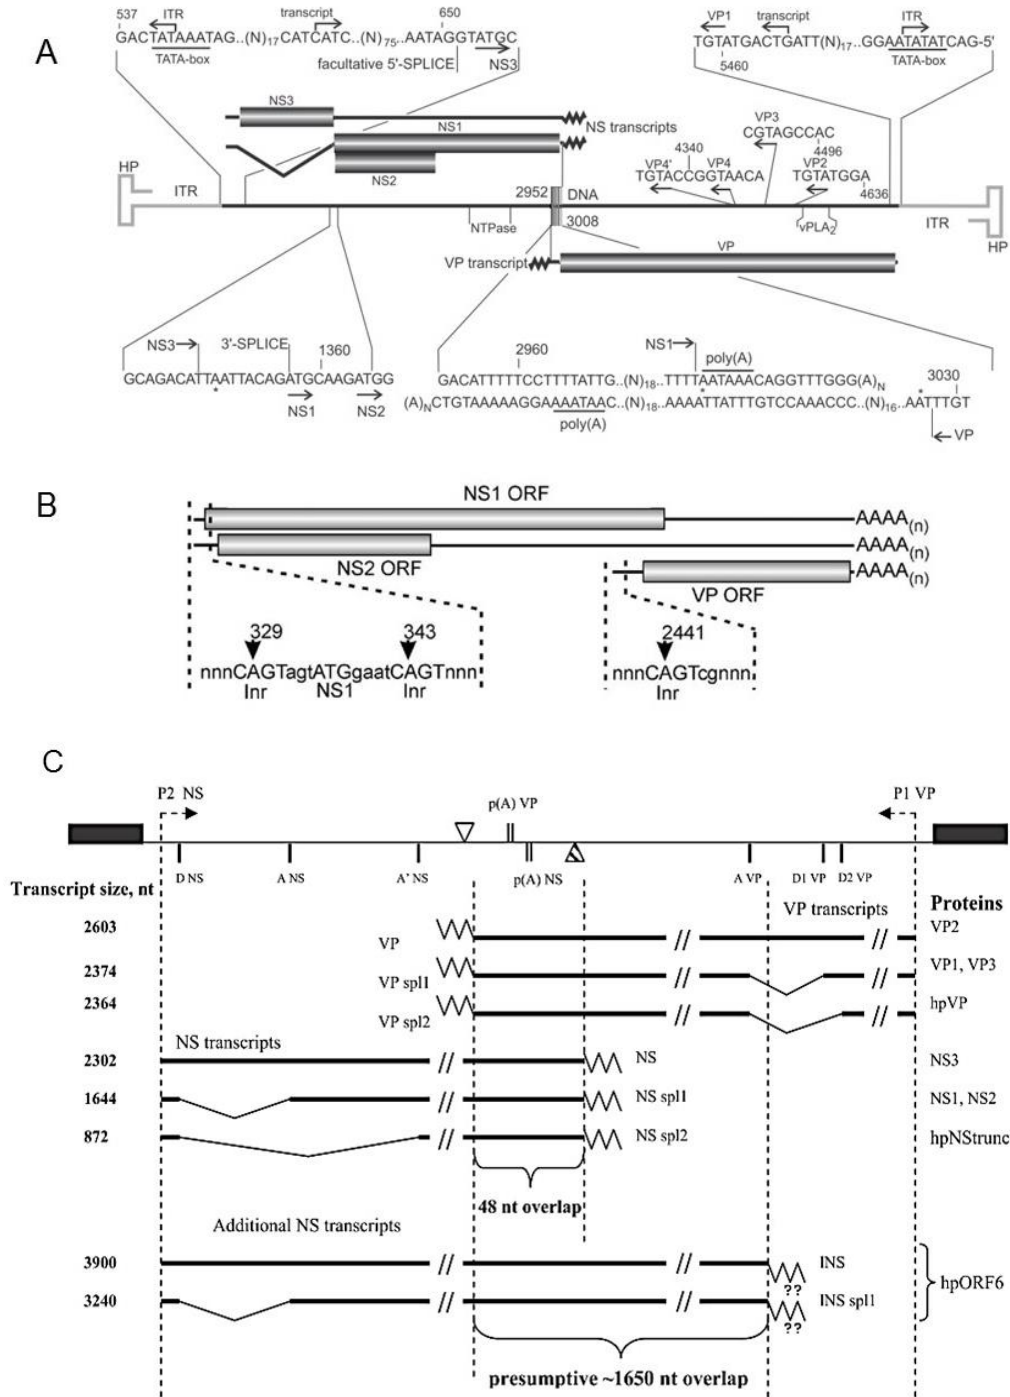 A
537 ITR transcript 650
GACTATAAATAG..(N)17CATCATC..(N)75..AATAGGTATGC
TATA-box facultative 5'-SPLICE NS3
VP1 transcript ITR
TGTATGACTGATT(N)17..GGAATATATCAG-5'
5460 TATA-box
NS3
NS1 NS transcripts
NS2
VP3
CGTAGCCAC
4340 4496
VP4' VP4 VP2
TGTACCGGTAACA TGTATGGA
4636
HP ITR 2952 DNA
3008 NTPase vPLA2 ITR HP
VP transcript VP
NS3 3'-SPLICE 1360
GCAGACATTAATTACAGATGCAAGATGG
* NS1 NS2
2960 NS1 poly(A)
GACATTTTTCCTTTTATTG..(N)18..TTTTAATAAACAGGTTTGGG(A)N
* * 3030
(A)NCTGTAAAAAGGAAAATAAC..(N)18..AAAATTATTTGTCCAAACCC..(N)16..AATTTGT
poly(A) VP
B
NS1 ORF
AAAA(n)
AAAA(n)
NS2 ORF
AAAA(n)
VP ORF
329 343
nnnCAGTagtATGgaatCAGTnnn
Inr NS1 Inr
2441
nnnCAGTcgnnn
Inr
C
P2 NS p(A) VP P1 VP
D NS A NS A' NS p(A) NS A VP D1 VP D2 VP
Transcript size, nt VP transcripts Proteins
2603 VP VP2
2374 VP spl1 VP1, VP3
2364 VP spl2 hpVP
NS transcripts
2302 NS NS3
1644 NS spl1 NS1, NS2
872 NS spl2 hpNStrunc
48 nt overlap
Additional NS transcripts
3900 ?? lNS
hpORF6
3240 ?? lNS spl1
presumptive ~1650 nt overlap